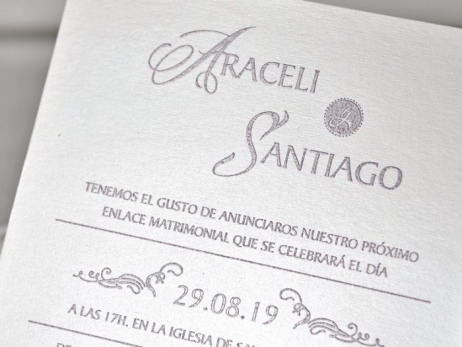 ARACELI
SANTIAGO
TENEMOS EL GUSTO DE ANUNCIAROS NUESTRO PRÓXIMO
ENLACE MATRIMONIAL QUE SE CELEBRARÁ EL DÍA
29.08.19
A LAS 17H. EN LA IGLESIA DE